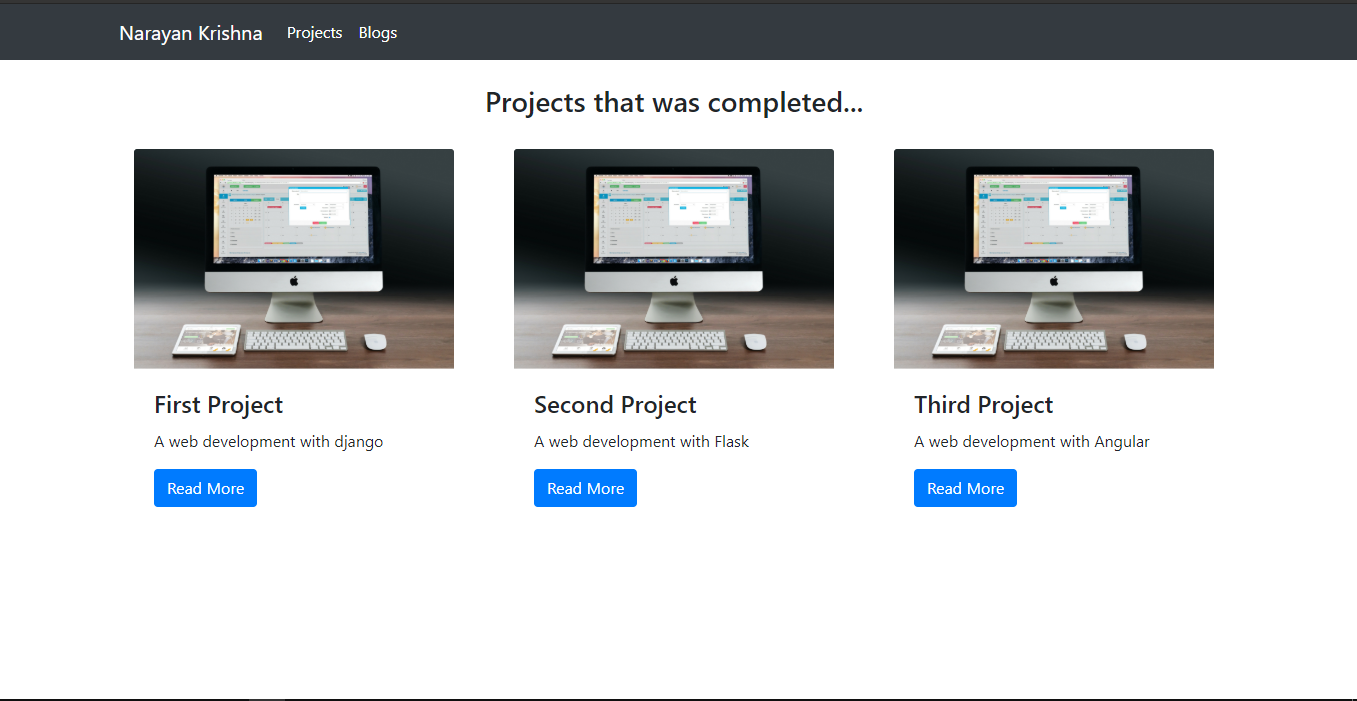 Narayan Krishna Projects Blogs
Projects that was completed...
First Project
A web development with django
Read More
Second Project
A web development with Flask
Read More
Third Project
A web development with Angular
Read More